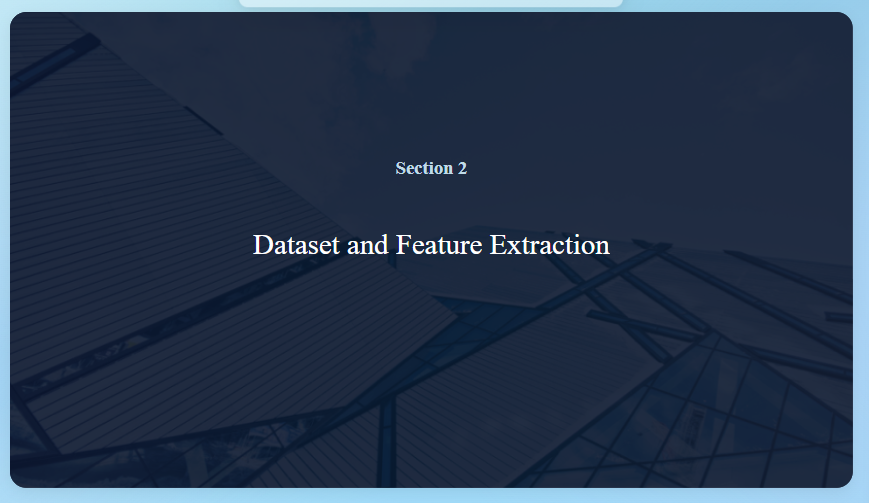 Section 2
Dataset and Feature Extraction